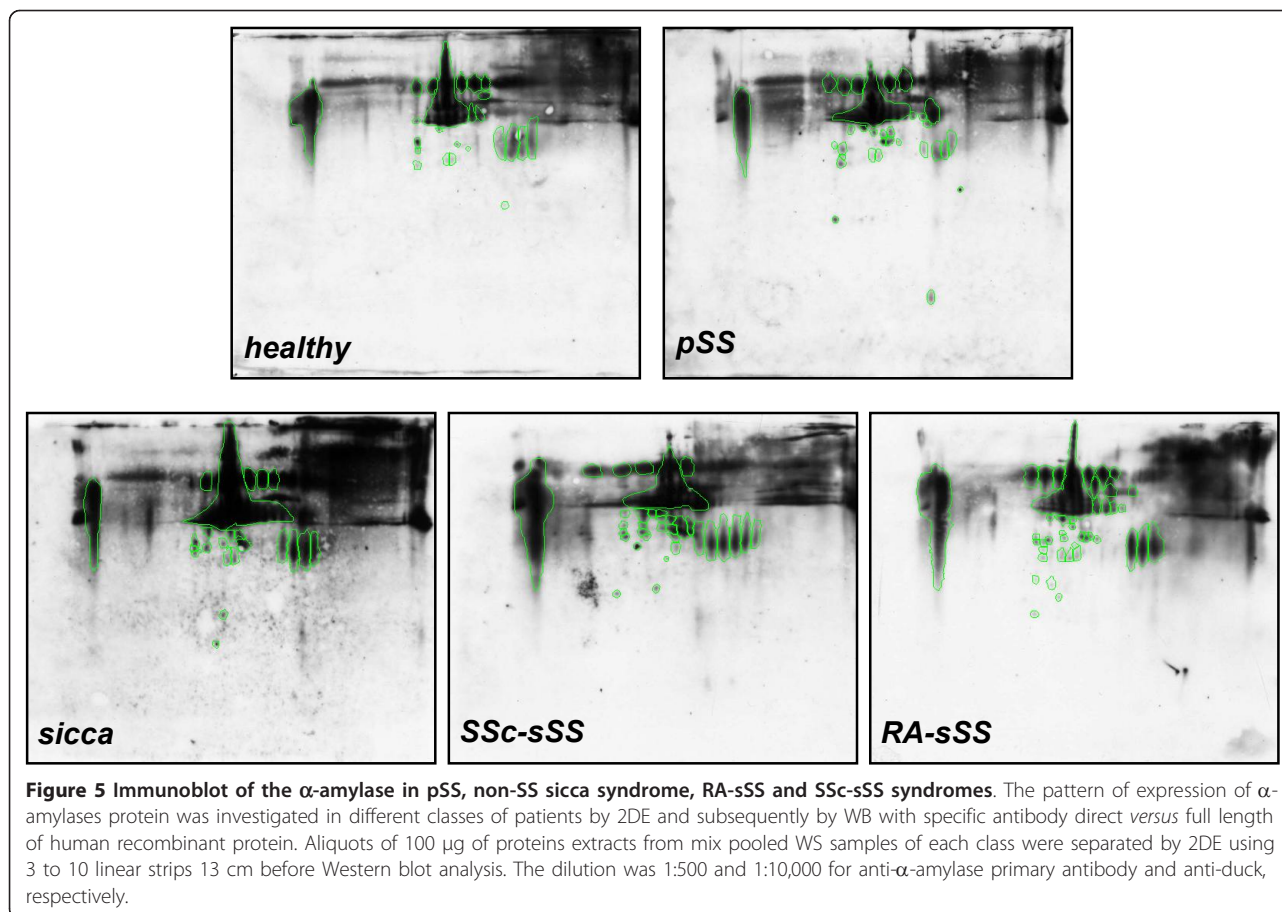 healthy
pSS
sicca
SSc-sSS
RA-sSS
Figure 5 Immunoblot of the α-amylase in pSS, non-SS sicca syndrome, RA-sSS and SSc-sSS syndromes. The pattern of expression of α-
amylases protein was investigated in different classes of patients by 2DE and subsequently by WB with specific antibody direct versus full length
of human recombinant protein. Aliquots of 100 μg of proteins extracts from mix pooled WS samples of each class were separated by 2DE using
3 to 10 linear strips 13 cm before Western blot analysis. The dilution was 1:500 and 1:10,000 for anti-α-amylase primary antibody and anti-duck,
respectively.